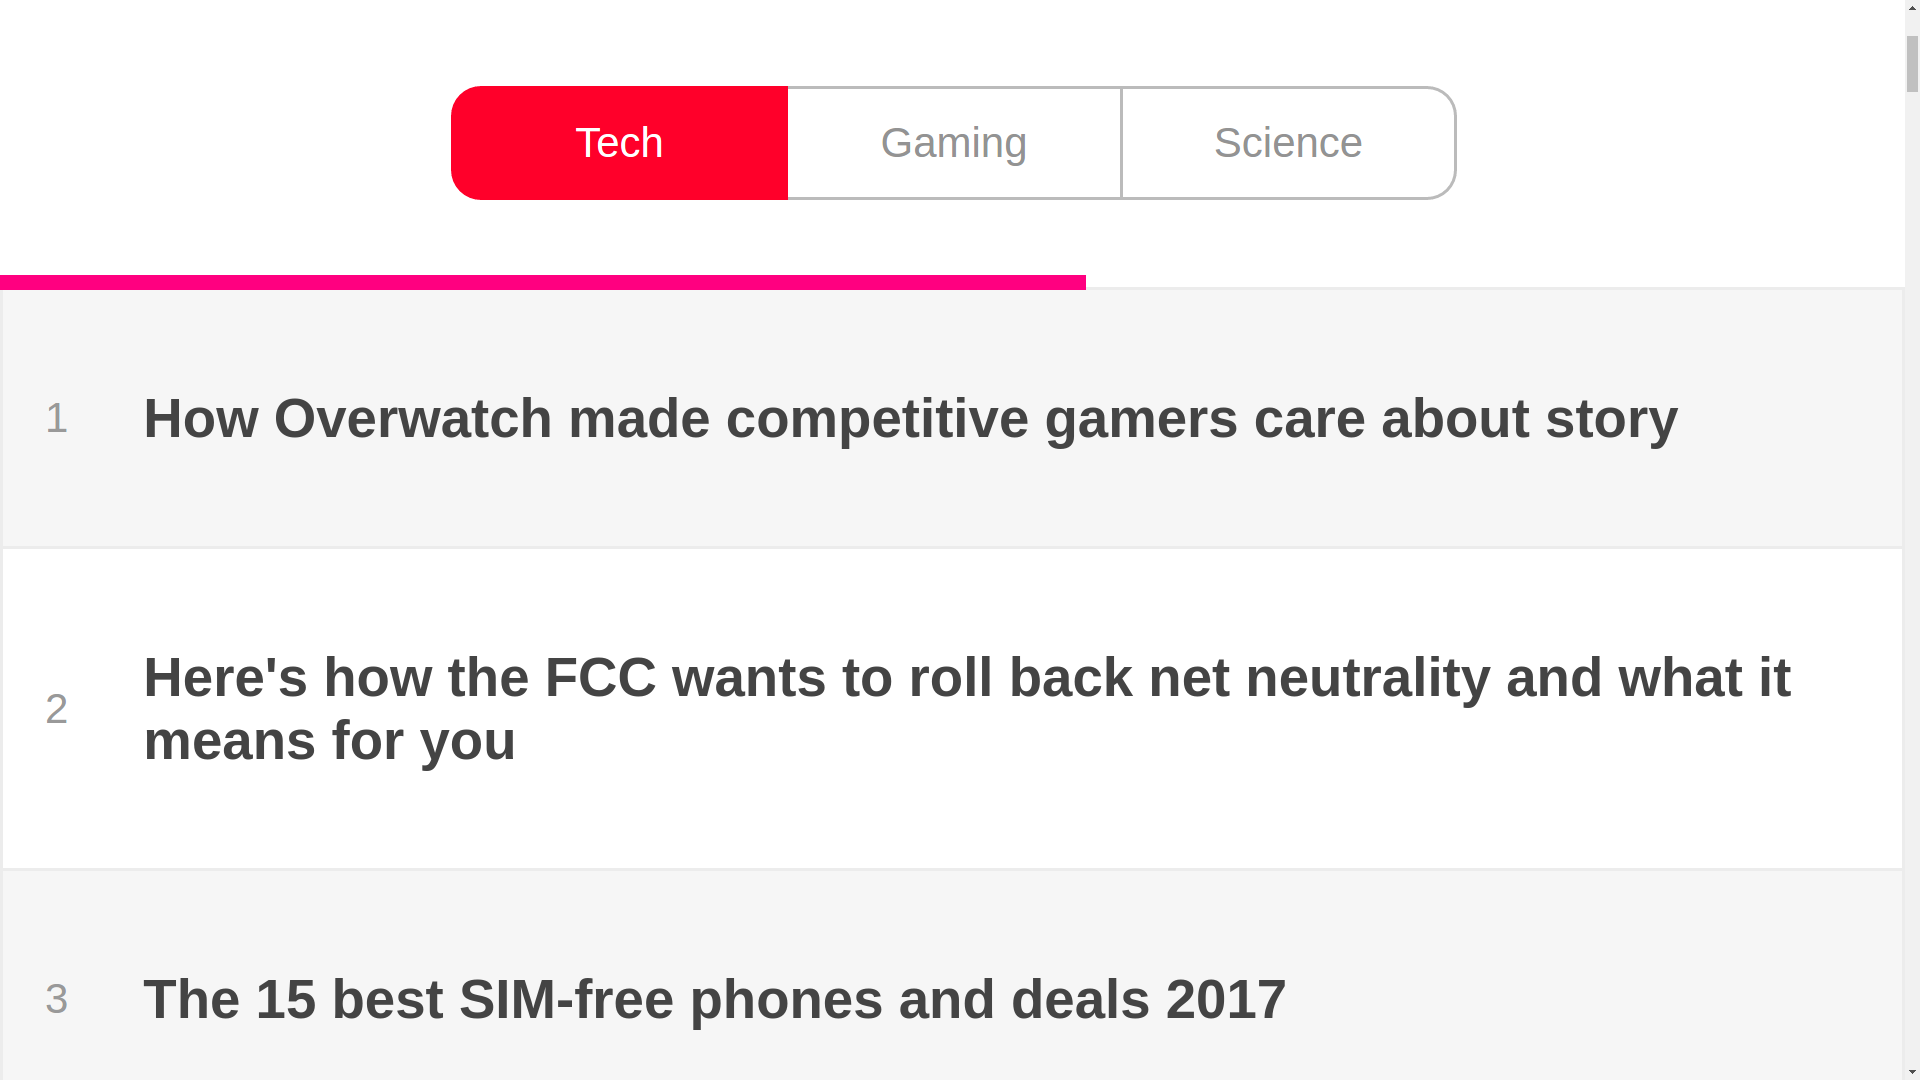 Tech
Gaming
Science
1
How Overwatch made competitive gamers care about story
2
Here's how the FCC wants to roll back net neutrality and what it
means for you
3
The 15 best SIM-free phones and deals 2017